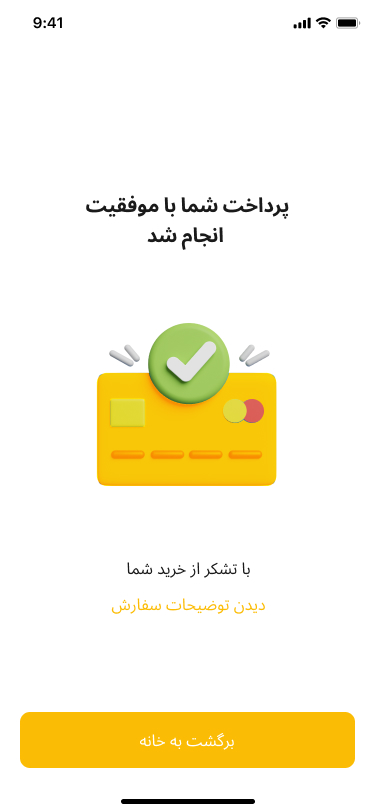 9:41
پرداخت شما با موفقیت
انجام شد
با تشکر از خرید شما
دیدن توضیحات سفارش
برگشت به خانه